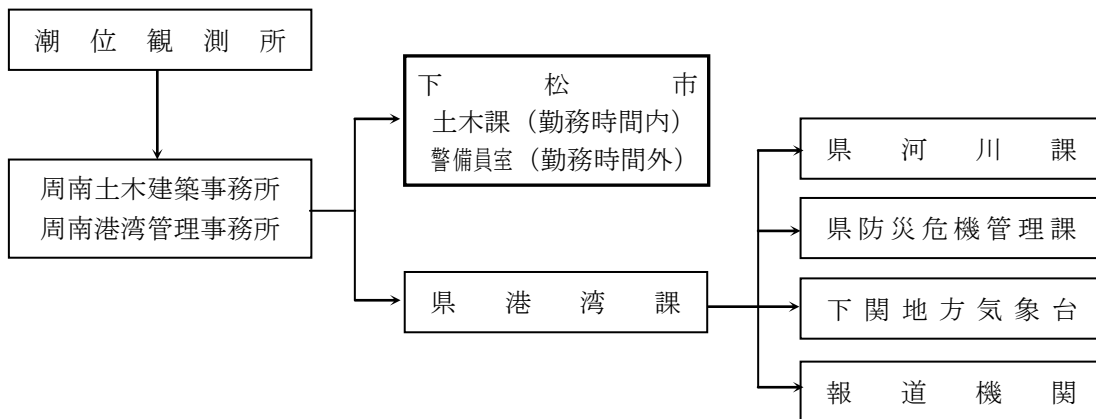 潮位観測所
周南土木建築事務所
周南港湾管理事務所
下松市
土木課（勤務時間内）
警備員室（勤務時間外）
県港湾課
県河川課
県防災危機管理課
下関地方気象台
報道機関